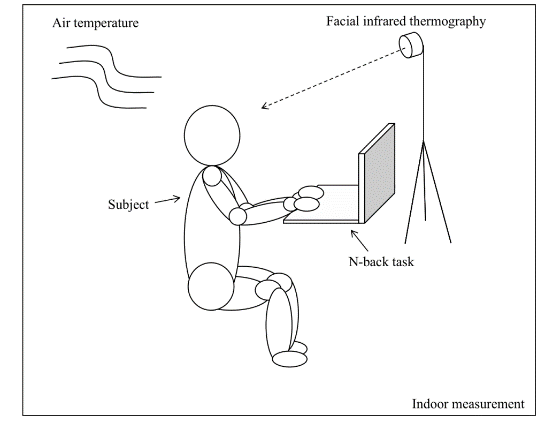 Air temperature
Facial infrared thermography
Subject
N-back task
Indoor measurement